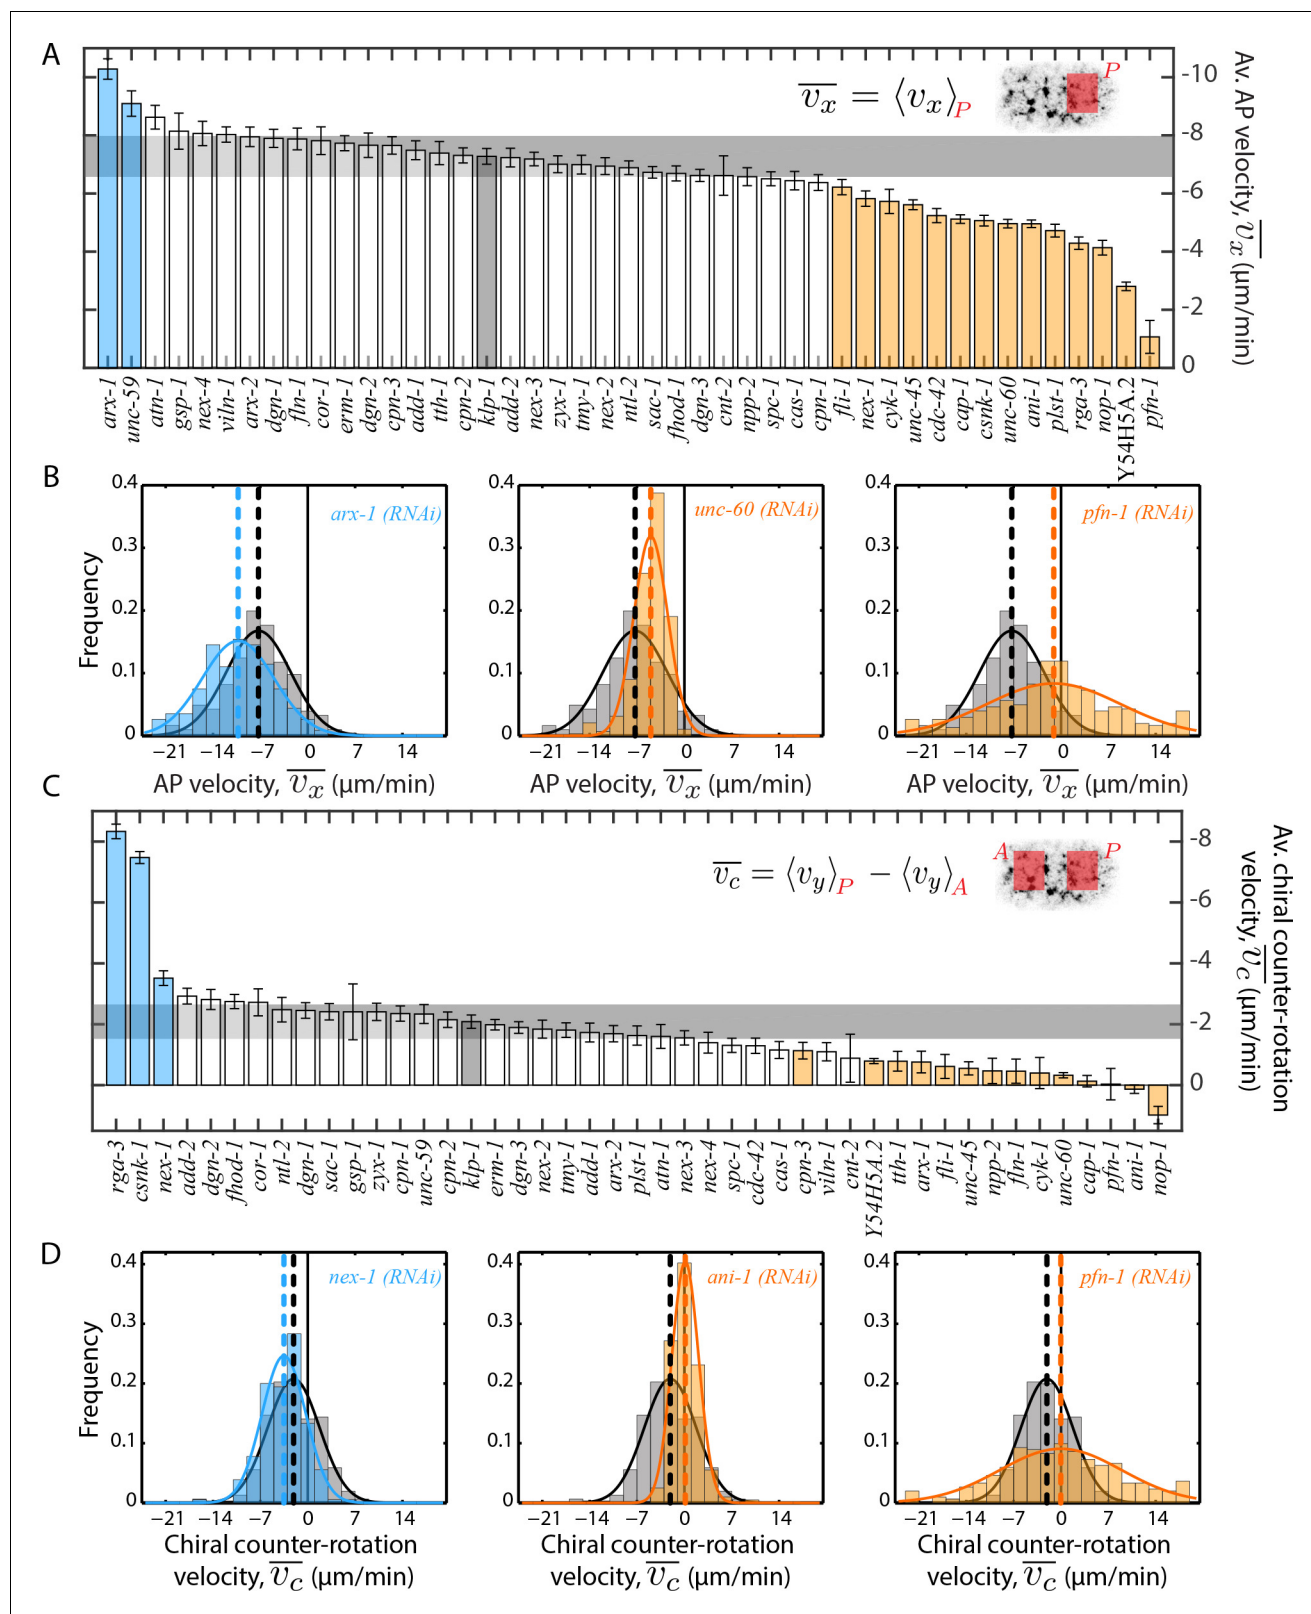 A
v̅x̅ = ⟨vx⟩P
P
-10
-8
-6
-4
-2
0
Av. AP velocity, v̅x̅ (μm/min)
arx-1 unc-59 atn-1 gsp-1 nex-4 viln-1 arx-2 dgn-1 fln-1 cor-1 erm-1 dgn-2 cpn-3 add-1 tth-1 cpn-2 klp-1 add-2 nex-3 zyx-1 tmy-1 nex-2 ntl-2 sac-1 fhod-1 dgn-3 cnt-2 npp-2 spc-1 cas-1 cpn-1 fli-1 nex-1 cyk-1 unc-45 cdc-42 cap-1 csnk-1 unc-60 ani-1 plst-1 rga-3 nop-1 Y54H5A.2 pfn-1
B
Frequency
0.4
0.3
0.2
0.1
0
arx-1 (RNAi)
−21 −14 −7 0 7 14
AP velocity, v̅x̅ (μm/min)
0.4
0.3
0.2
0.1
0
unc-60 (RNAi)
−21 −14 −7 0 7 14
AP velocity, v̅x̅ (μm/min)
0.4
0.3
0.2
0.1
0
pfn-1 (RNAi)
−21 −14 −7 0 7 14
AP velocity, v̅x̅ (μm/min)
C
v̅c̅ = ⟨vy⟩P − ⟨vy⟩A
A P
-8
-6
-4
-2
0
Av. chiral counter-rotation
velocity, v̅c̅ (μm/min)
rga-3 csnk-1 nex-1 add-2 dgn-2 fhod-1 cor-1 ntl-2 dgn-1 sac-1 gsp-1 zyx-1 cpn-1 unc-59 cpn-2 klp-1 erm-1 dgn-3 nex-2 tmy-1 add-1 arx-2 plst-1 atn-1 nex-3 nex-4 spc-1 cdc-42 cas-1 cpn-3 viln-1 cnt-2 Y54H5A.2 tth-1 arx-1 fli-1 unc-45 npp-2 fln-1 cyk-1 unc-60 cap-1 pfn-1 ani-1 nop-1
D
Frequency
0.4
0.3
0.2
0.1
0
nex-1 (RNAi)
−21 −14 −7 0 7 14
Chiral counter-rotation
velocity, v̅c̅ (μm/min)
0.4
0.3
0.2
0.1
0
ani-1 (RNAi)
−21 −14 −7 0 7 14
Chiral counter-rotation
velocity, v̅c̅ (μm/min)
0.4
0.3
0.2
0.1
0
pfn-1 (RNAi)
−21 −14 −7 0 7 14
Chiral counter-rotation
velocity, v̅c̅ (μm/min)